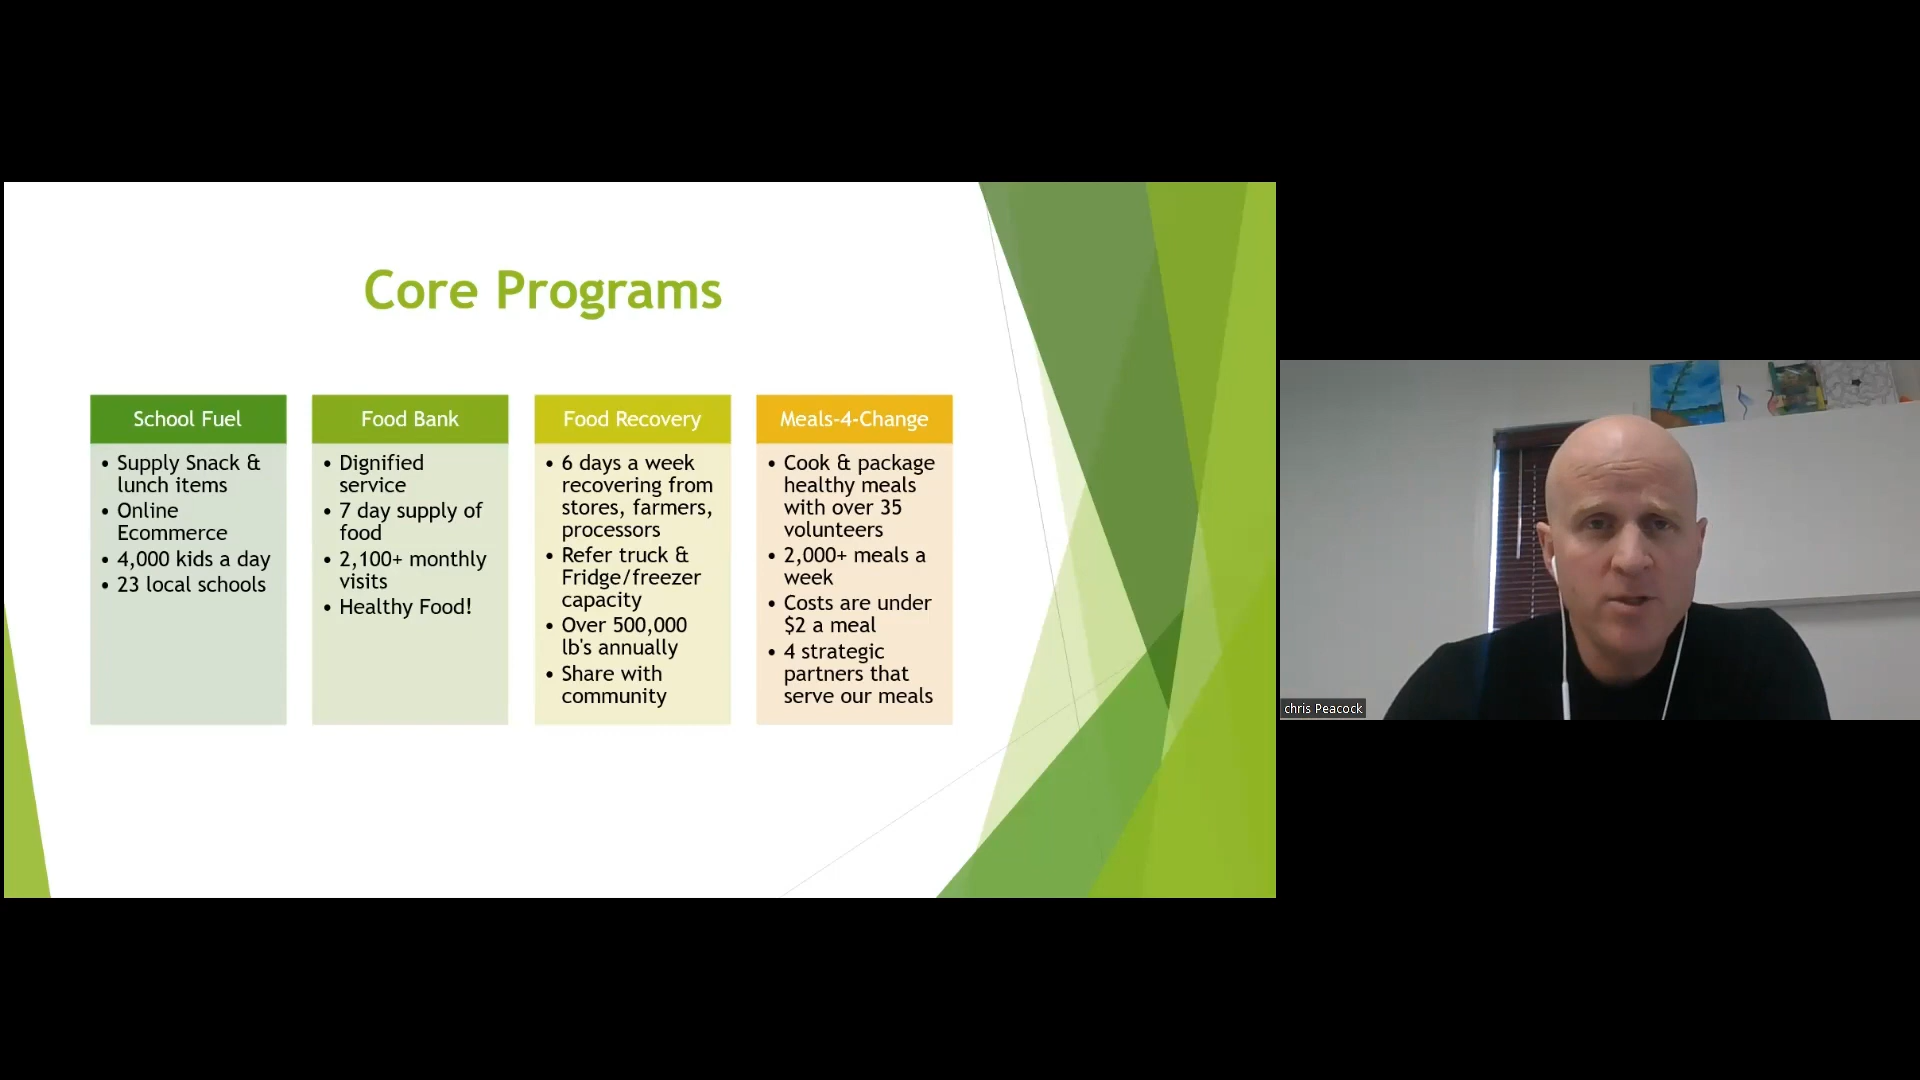 Core Programs
School Fuel
• Supply Snack &
lunch items
• Online
Ecommerce
• 4,000 kids a day
• 23 local schools
Food Bank
• Dignified
service
• 7 day supply of
food
• 2,100+ monthly
visits
• Healthy Food!
Food Recovery
• 6 days a week
recovering from
stores, farmers,
processors
• Refer truck &
Fridge/freezer
capacity
• Over 500,000
lb's annually
• Share with
community
Meals-4-Change
• Cook & package
healthy meals
with over 35
volunteers
• 2,000+ meals a
week
• Costs are under
$2 a meal
• 4 strategic
partners that
serve our meals
chris Peacock